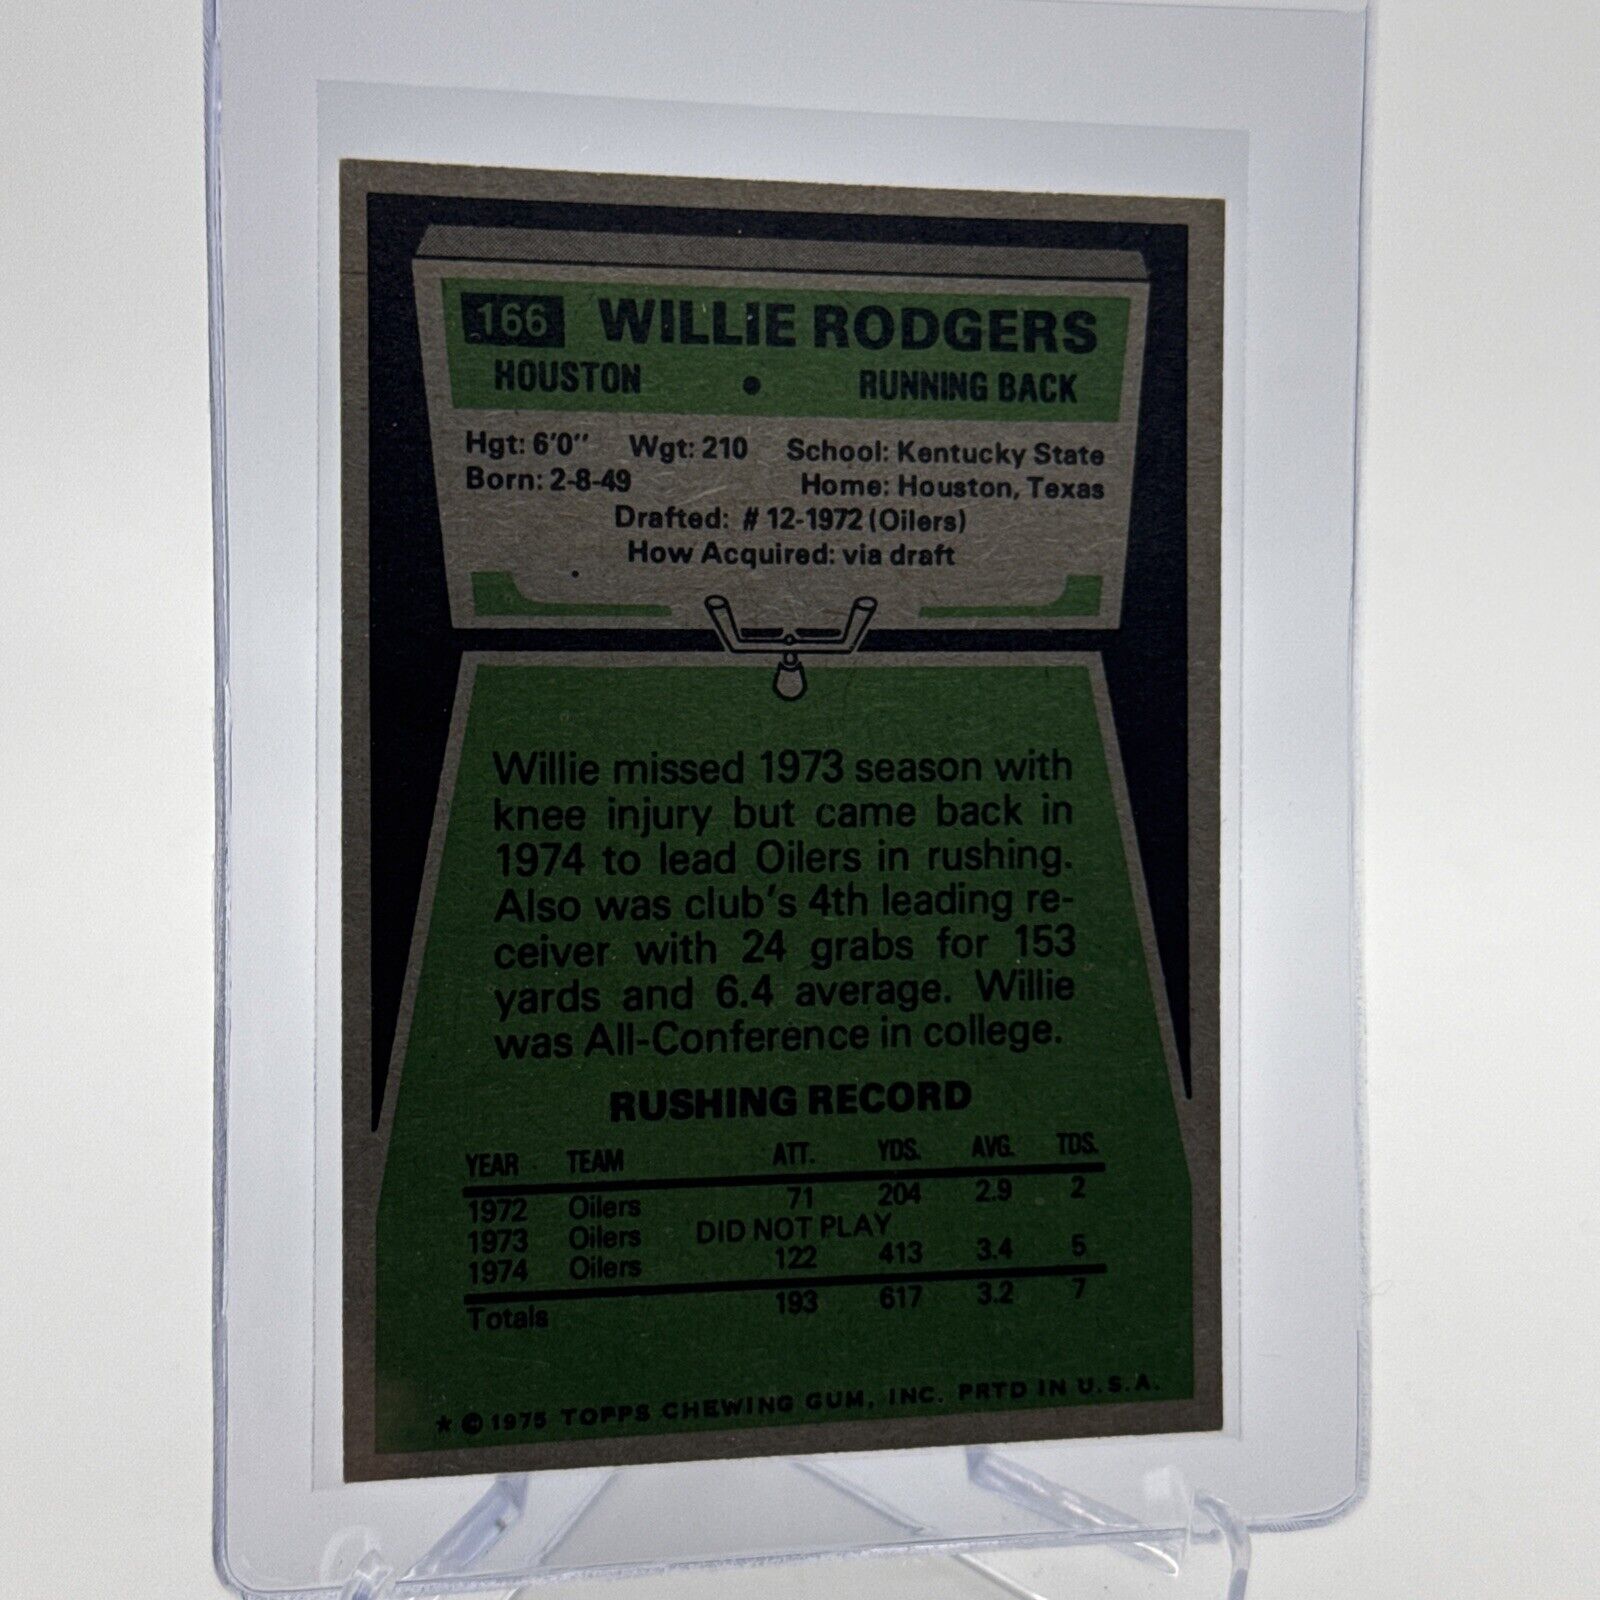 166 WILLIE RODGERS
HOUSTON • RUNNING BACK
Hgt: 6'0" Wgt: 210 School: Kentucky State
Born: 2-8-49 Home: Houston, Texas
Drafted: # 12-1972 (Oilers)
How Acquired: via draft
Willie missed 1973 season with
knee injury but came back in
1974 to lead Oilers in rushing.
Also was club's 4th leading re-
ceiver with 24 grabs for 153
yards and 6.4 average. Willie
was All-Conference in college.
RUSHING RECORD
YEAR TEAM ATT. YDS. AVG. TDS.
1972 Oilers 71 204 2.9 2
1973 Oilers DID NOT PLAY
1974 Oilers 122 413 3.4 5
Totals 193 617 3.2 7
★ © 1975 TOPPS CHEWING GUM, INC. PRTD IN U.S.A.